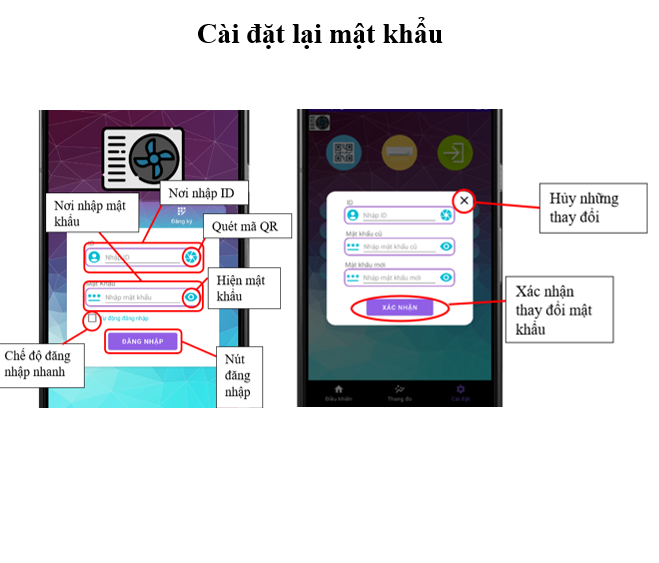 Cài đặt lại mật khẩu
Nơi nhập ID
Nơi nhập mật
khẩu
Đăng ký
Quét mã QR
ID
Nhập ID
Hiện mật
khẩu
Mật khẩu
Nhập mật khẩu
Tự động đăng nhập
ĐĂNG NHẬP
Chế độ đăng
nhập nhanh
Nút
đăng
nhập
ID
Nhập ID
Mật khẩu cũ
Nhập mật khẩu cũ
Mật khẩu mới
Nhập mật khẩu mới
XÁC NHẬN
Hủy những
thay đổi
Xác nhận
thay đổi mật
khẩu
Điều khiển
Thang đo
Cài đặt